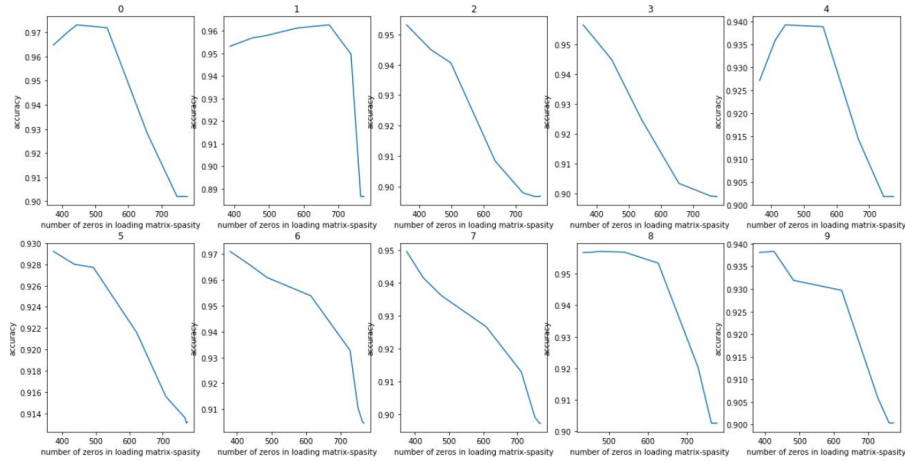 0 1 2 3 4
0.97 0.96 0.95 0.95 0.940
0.96 0.95 0.94 0.94 0.935
0.95 0.94 0.93 0.93 0.930
0.94 0.93 0.92 0.92 0.925
0.93 0.92 0.91 0.91 0.920
0.92 0.91 0.90 0.90 0.915
0.91 0.90 0.910
0.90 0.89 0.905
0.900
accuracy accuracy accuracy accuracy accuracy
400 500 600 700 400 500 600 700 400 500 600 700 400 500 600 700 400 500 600 700
number of zeros in loading matrix-spasity number of zeros in loading matrix-spasity number of zeros in loading matrix-spasity number of zeros in loading matrix-spasity number of zeros in loading matrix-spasity
5 6 7 8 9
0.930 0.97 0.95 0.95 0.940
0.928 0.96 0.94 0.94 0.935
0.926 0.95 0.93 0.93 0.930
0.924 0.94 0.92 0.92 0.925
0.922 0.93 0.91 0.91 0.920
0.920 0.92 0.90 0.90 0.915
0.918 0.91 0.910
0.916 0.905
0.914 0.900
accuracy accuracy accuracy accuracy accuracy
400 500 600 700 400 500 600 700 400 500 600 700 400 500 600 700 400 500 600 700
number of zeros in loading matrix-spasity number of zeros in loading matrix-spasity number of zeros in loading matrix-spasity number of zeros in loading matrix-spasity number of zeros in loading matrix-spasity